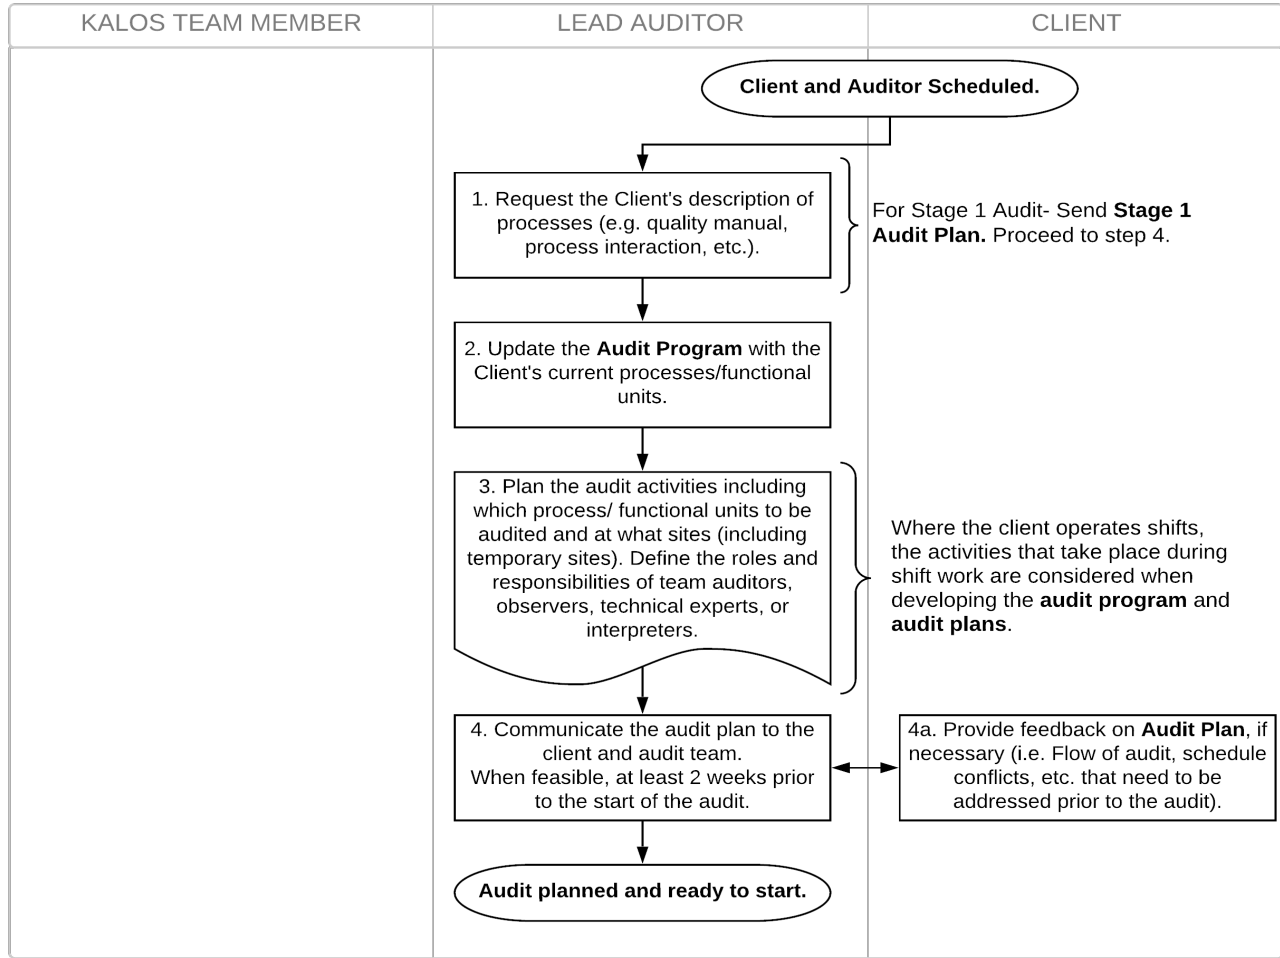 KALOS TEAM MEMBER
LEAD AUDITOR
CLIENT
Client and Auditor Scheduled.
1. Request the Client's description of
processes (e.g. quality manual,
process interaction, etc.).
For Stage 1 Audit- Send Stage 1
Audit Plan. Proceed to step 4.
2. Update the Audit Program with the
Client's current processes/functional
units.
3. Plan the audit activities including
which process/ functional units to be
audited and at what sites (including
temporary sites). Define the roles and
responsibilities of team auditors,
observers, technical experts, or
interpreters.
Where the client operates shifts,
the activities that take place during
shift work are considered when
developing the audit program and
audit plans.
4. Communicate the audit plan to the
client and audit team.
When feasible, at least 2 weeks prior
to the start of the audit.
4a. Provide feedback on Audit Plan, if
necessary (i.e. Flow of audit, schedule
conflicts, etc. that need to be
addressed prior to the audit).
Audit planned and ready to start.